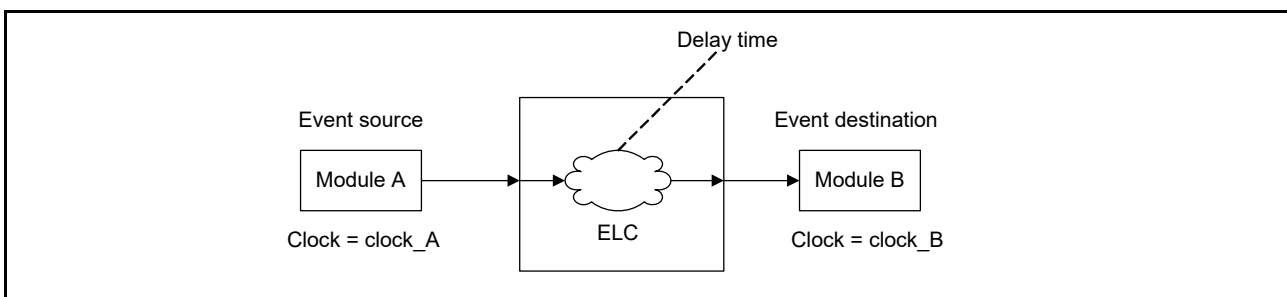 Delay time
Event source
Event destination
Module A
Module B
ELC
Clock = clock_A
Clock = clock_B